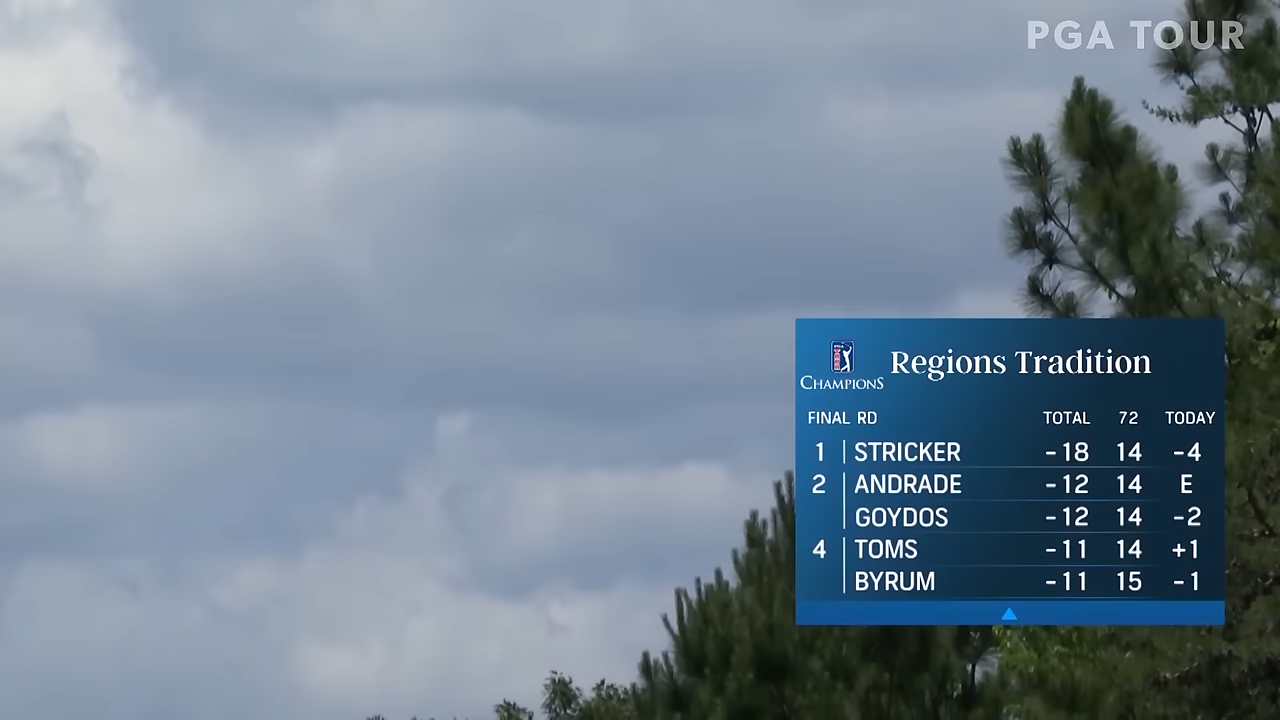 PGA TOUR
CHAMPIONS
Regions Tradition
FINAL RD TOTAL 72 TODAY
1 STRICKER -18 14 -4
2 ANDRADE -12 14 E
GOYDOS -12 14 -2
4 TOMS -11 14 +1
BYRUM -11 15 -1